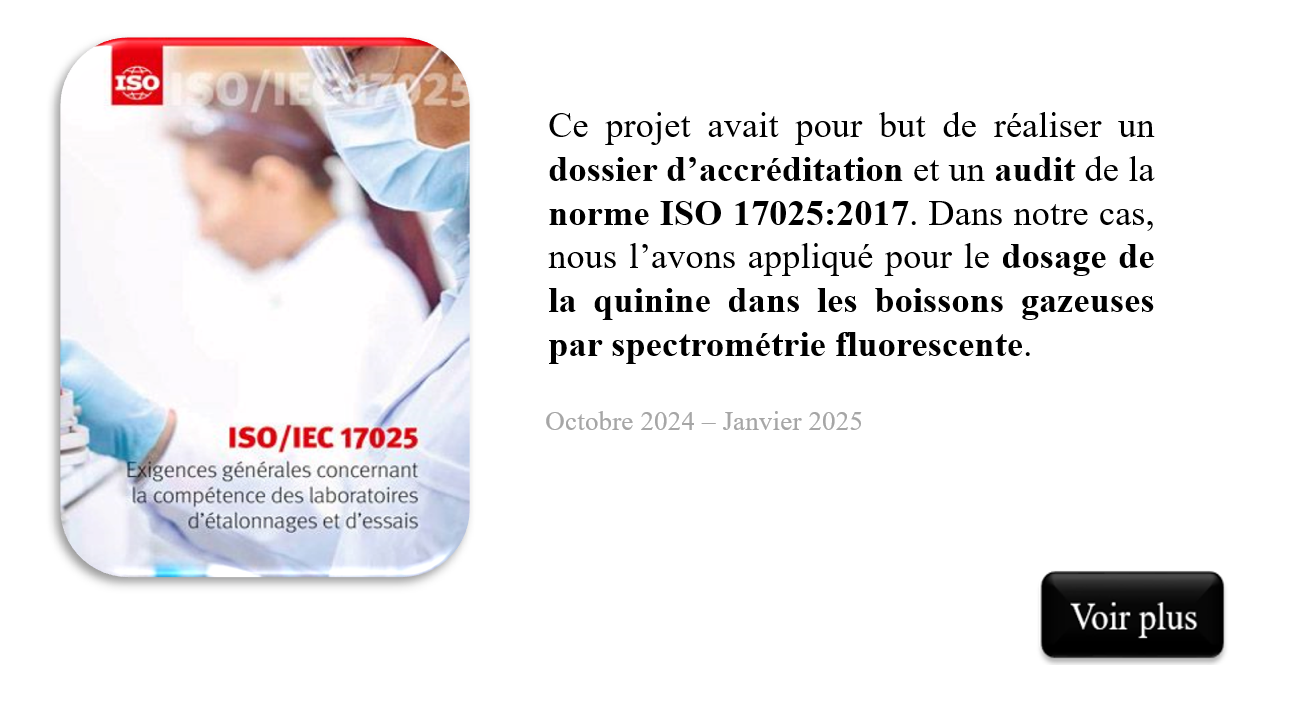 ISO
ISO/IEC 17025
ISO/IEC 17025
Exigences générales concernant
la compétence des laboratoires
d'étalonnages et d'essais
Ce projet avait pour but de réaliser un
dossier d’accréditation et un audit de la
norme ISO 17025:2017. Dans notre cas,
nous l’avons appliqué pour le dosage de
la quinine dans les boissons gazeuses
par spectrométrie fluorescente.
Octobre 2024 – Janvier 2025
Voir plus